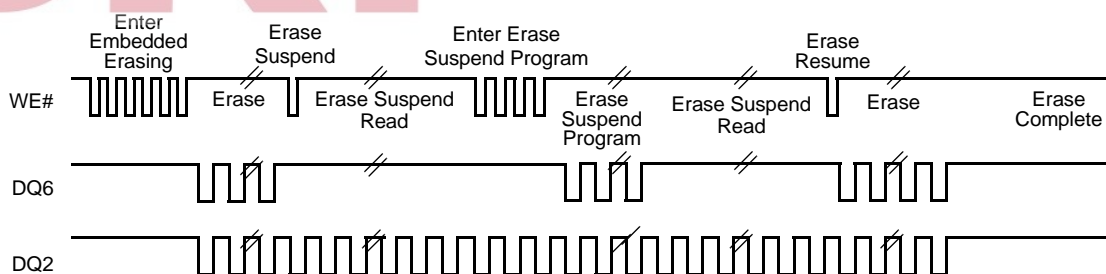 Enter
Embedded
Erasing
Erase
Suspend
Enter Erase
Suspend Program
Erase
Resume
WE#
Erase
Erase Suspend
Read
Erase
Suspend
Program
Erase Suspend
Read
Erase
Erase
Complete
DQ6
DQ2